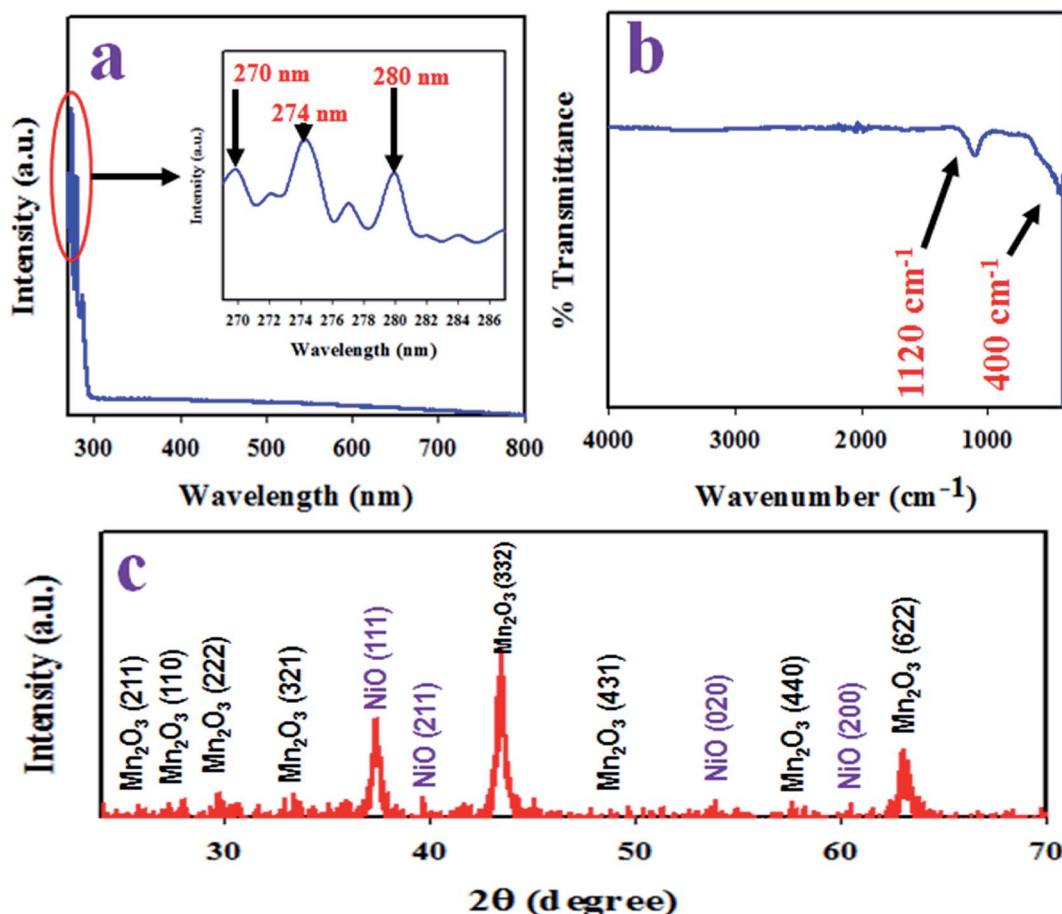 a
270 nm
274 nm
280 nm
Intensity (a.u.)
270 272 274 276 278 280 282 284 286
Wavelength (nm)
Intensity (a.u.)
300 400 500 600 700 800
Wavelength (nm)
b
% Transmittance
1120 cm⁻¹
400 cm⁻¹
4000 3000 2000 1000
Wavenumber (cm⁻¹)
c
Intensity (a.u.)
Mn₂O₃ (211)
Mn₂O₃ (110)
Mn₂O₃ (222)
Mn₂O₃ (321)
NiO (111)
NiO (211)
Mn₂O₃ (332)
Mn₂O₃ (431)
NiO (020)
Mn₂O₃ (440)
NiO (200)
Mn₂O₃ (622)
30 40 50 60 70
2θ (degree)